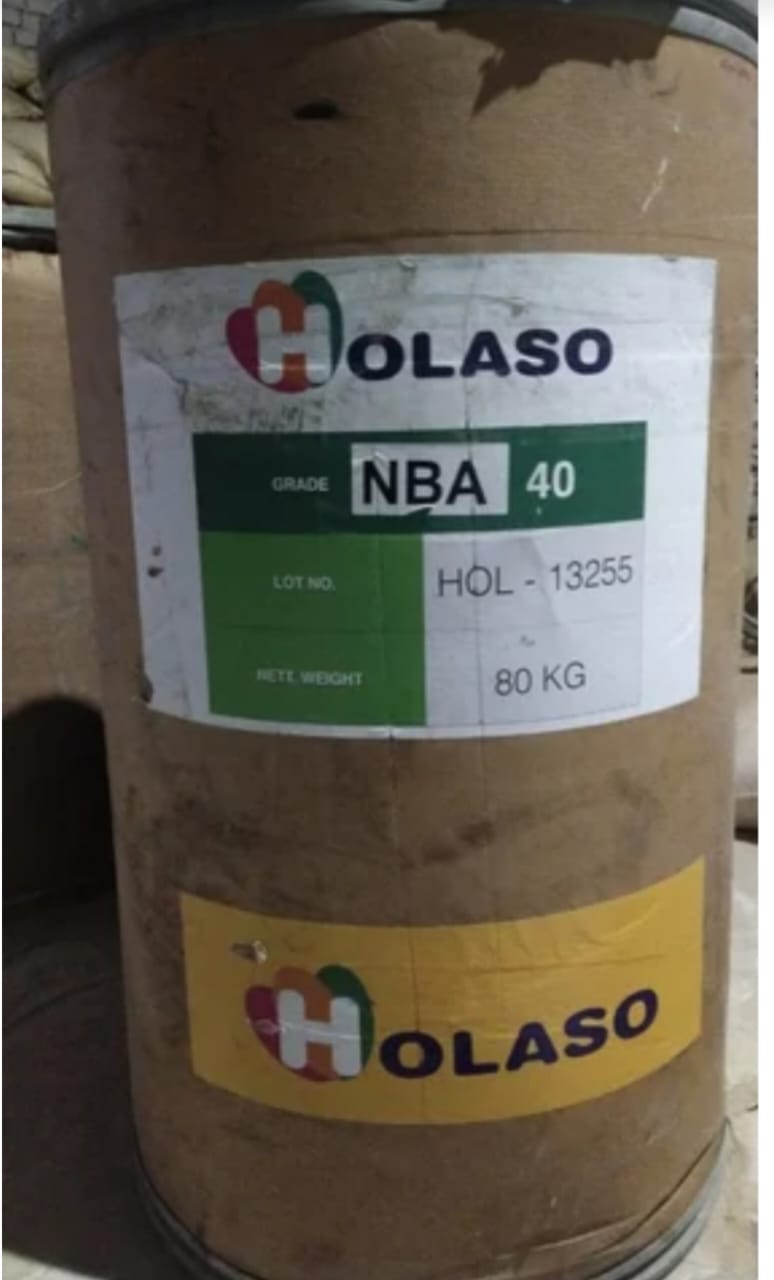 HOLASO
GRADE NBA 40
LOT NO. HOL - 13255
NETT. WEIGHT 80 KG
HOLASO